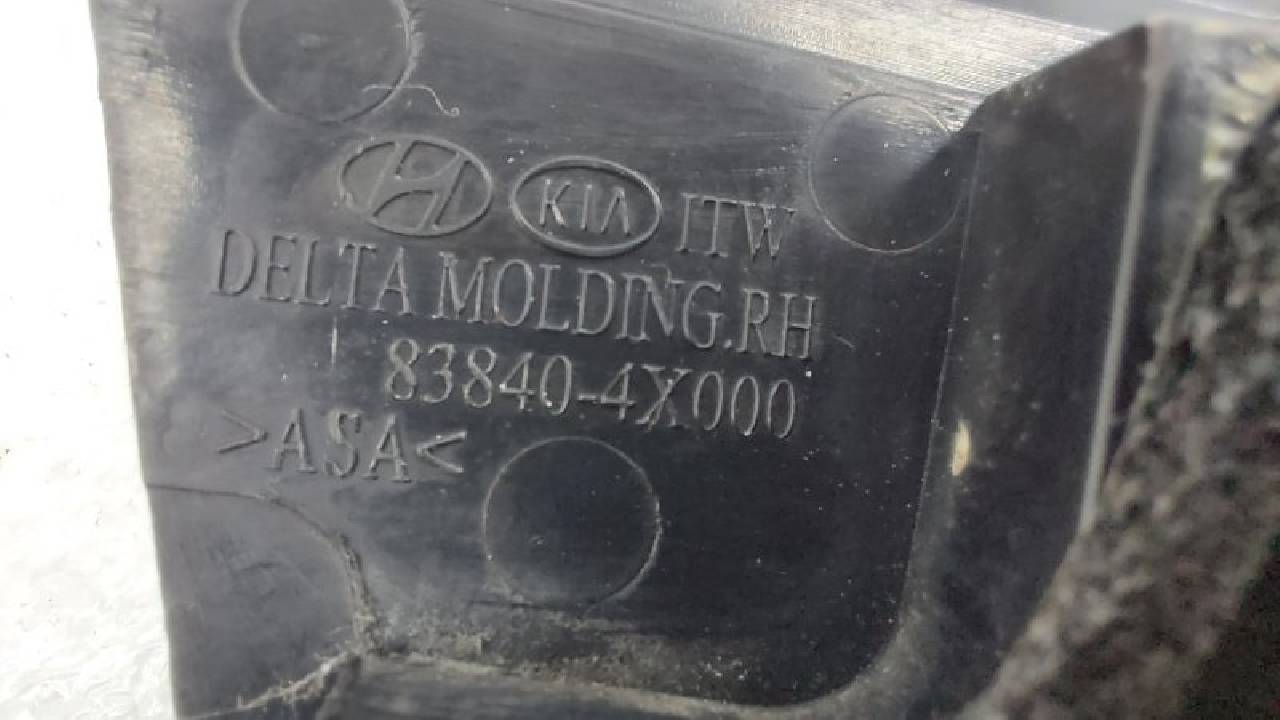 KIA ITW
DELTA MOLDING.RH
83840-4X000
>ASA<